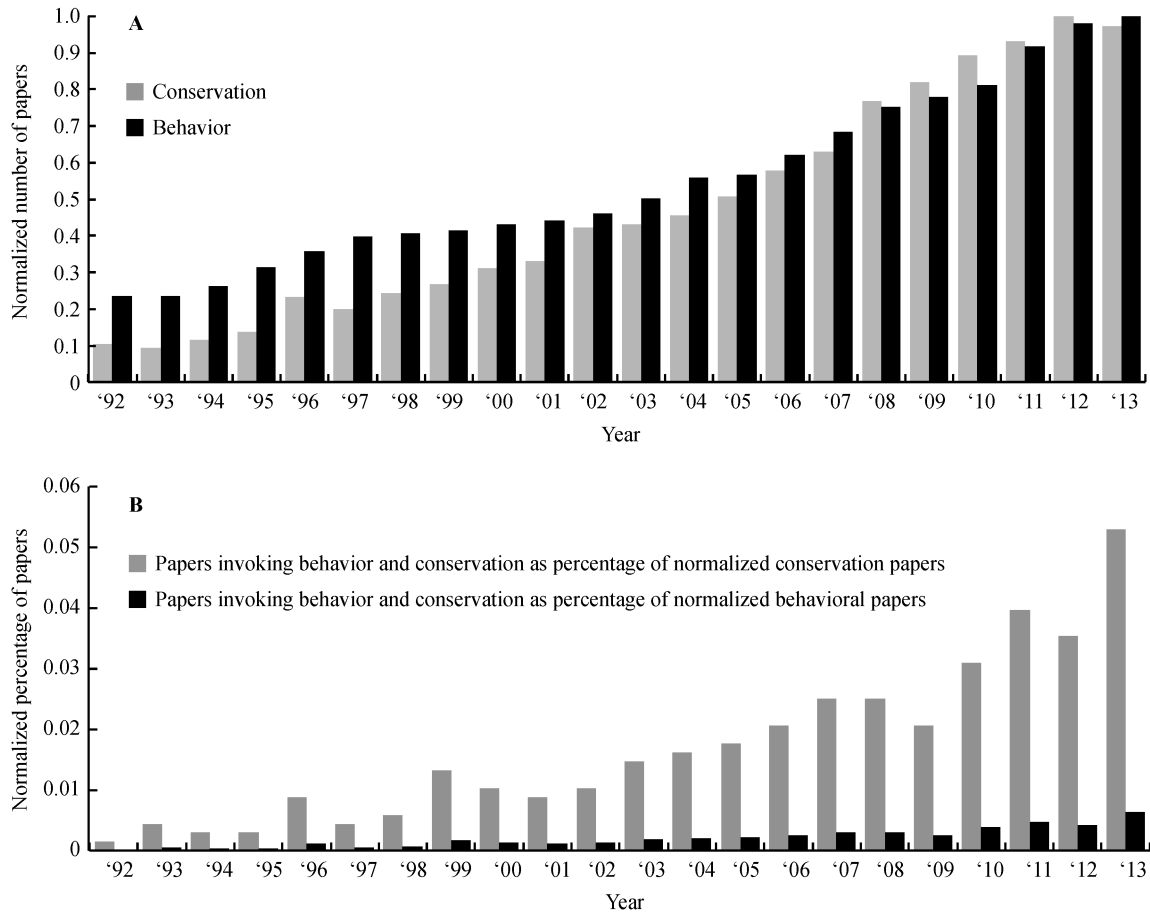 A
1.0
0.9
0.8
0.7
0.6
0.5
0.4
0.3
0.2
0.1
0
Normalized number of papers
Conservation
Behavior
‘92 ‘93 ‘94 ‘95 ‘96 ‘97 ‘98 ‘99 ‘00 ‘01 ‘02 ‘03 ‘04 ‘05 ‘06 ‘07 ‘08 ‘09 ‘10 ‘11 ‘12 ‘13
Year
B
0.06
0.05
0.04
0.03
0.02
0.01
0
Normalized percentage of papers
Papers invoking behavior and conservation as percentage of normalized conservation papers
Papers invoking behavior and conservation as percentage of normalized behavioral papers
‘92 ‘93 ‘94 ‘95 ‘96 ‘97 ‘98 ‘99 ‘00 ‘01 ‘02 ‘03 ‘04 ‘05 ‘06 ‘07 ‘08 ‘09 ‘10 ‘11 ‘12 ‘13
Year